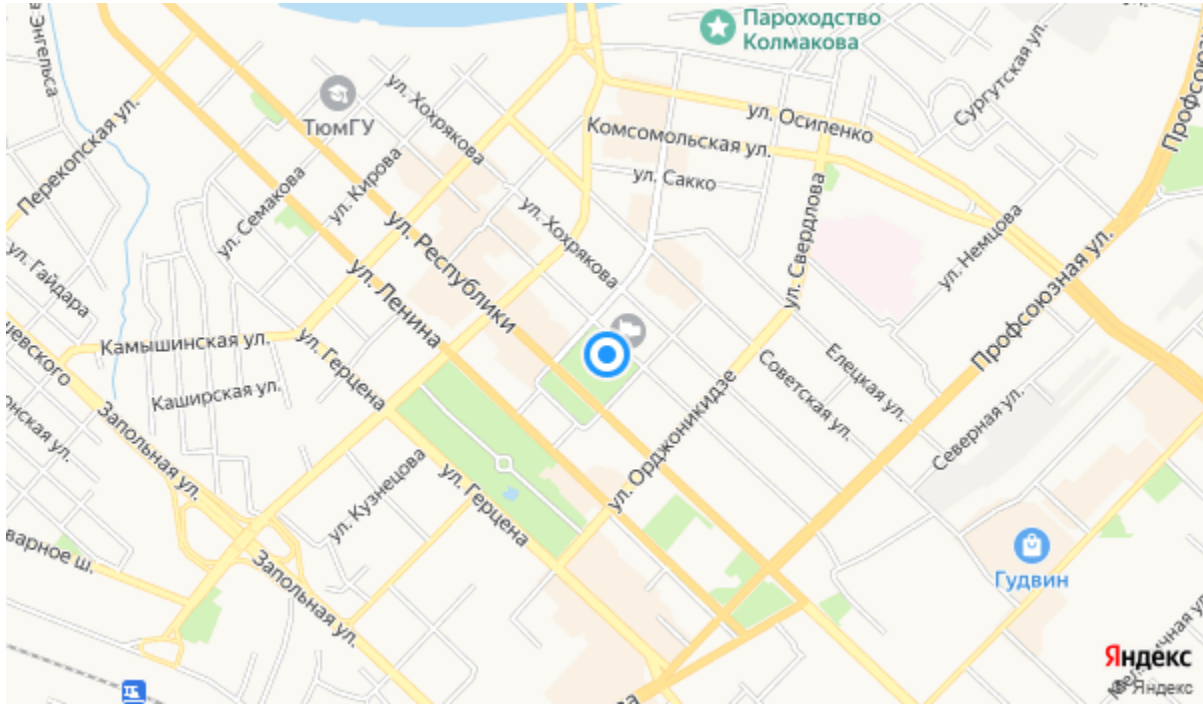 Энгельса
Пароходство
Колмакова
Сургутская ул.
ТюмГУ
ул. Хохрякова
ул. Осипенко
Перекопская ул.
Комсомольская ул.
ул. Кирова
ул. Сакко
ул. Семакова
ул. Хохрякова
ул. Свердлова
ул. Немцова
ул. Республики
ул. Гайдара
ул. Ленина
Профсоюзная ул.
Камышинская ул.
ул. Герцена
Каширская ул.
Елецкая ул.
Советская ул.
ул. Орджоникидзе
Северная ул.
Запольная ул.
ул. Кузнецова
ул. Герцена
Гудвин
Запольная ул.
Яндекс
© Яндекс